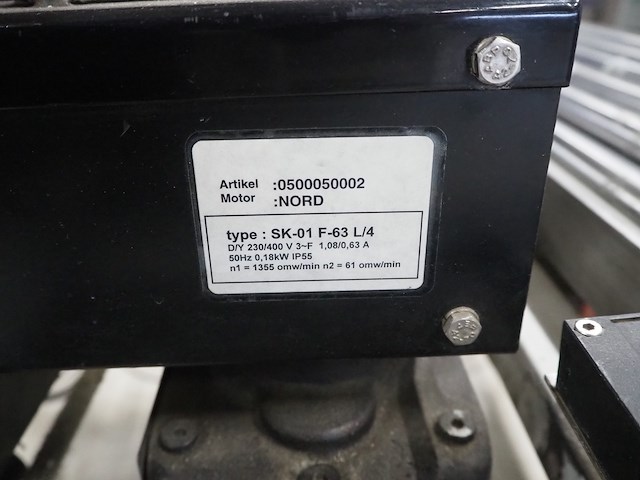 Artikel :0500050002
Motor :NORD
type : SK-01 F-63 L/4
D/Y 230/400 V 3~F 1,08/0,63 A
50Hz 0,18kW IP55
n1 = 1355 omw/min n2 = 61 omw/min